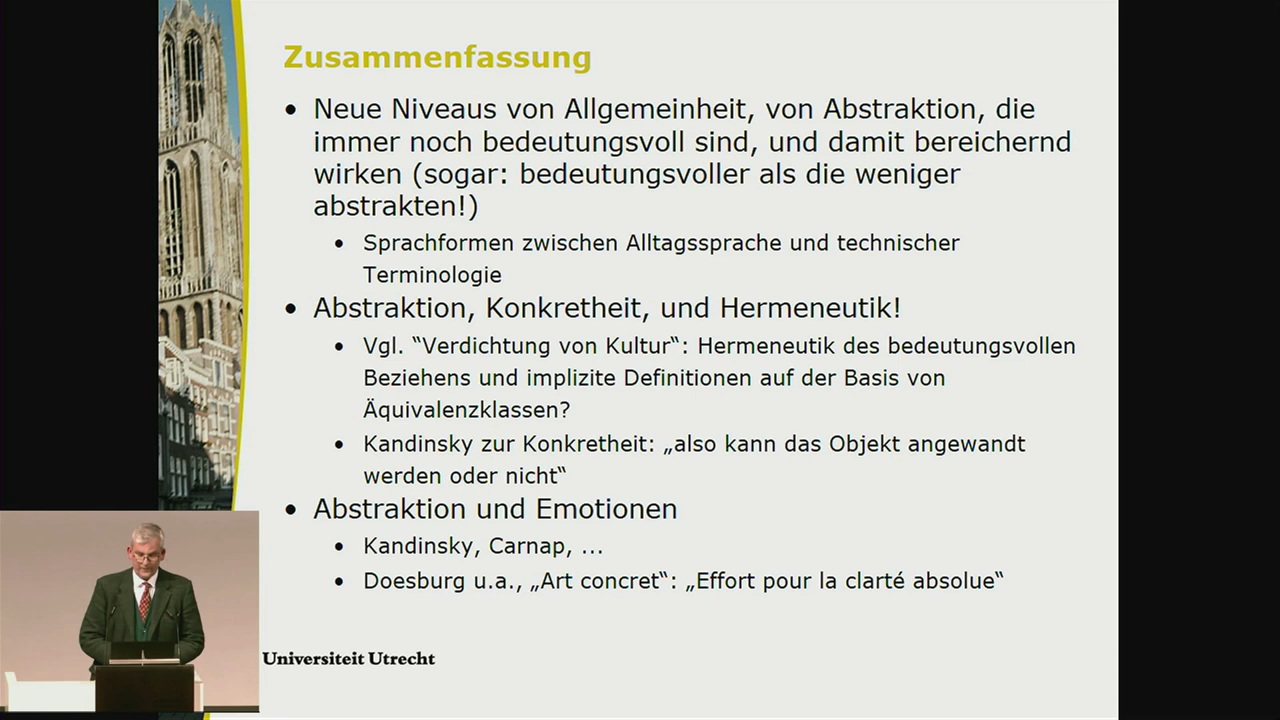 Zusammenfassung
• Neue Niveaus von Allgemeinheit, von Abstraktion, die
immer noch bedeutungsvoll sind, und damit bereichernd
wirken (sogar: bedeutungsvoller als die weniger
abstrakten!)
• Sprachformen zwischen Alltagssprache und technischer
Terminologie
• Abstraktion, Konkretheit, und Hermeneutik!
• Vgl. “Verdichtung von Kultur“: Hermeneutik des bedeutungsvollen
Beziehens und implizite Definitionen auf der Basis von
Äquivalenzklassen?
• Kandinsky zur Konkretheit: „also kann das Objekt angewandt
werden oder nicht“
• Abstraktion und Emotionen
• Kandinsky, Carnap, ...
• Doesburg u.a., „Art concret“: „Effort pour la clarté absolue“
Universiteit Utrecht